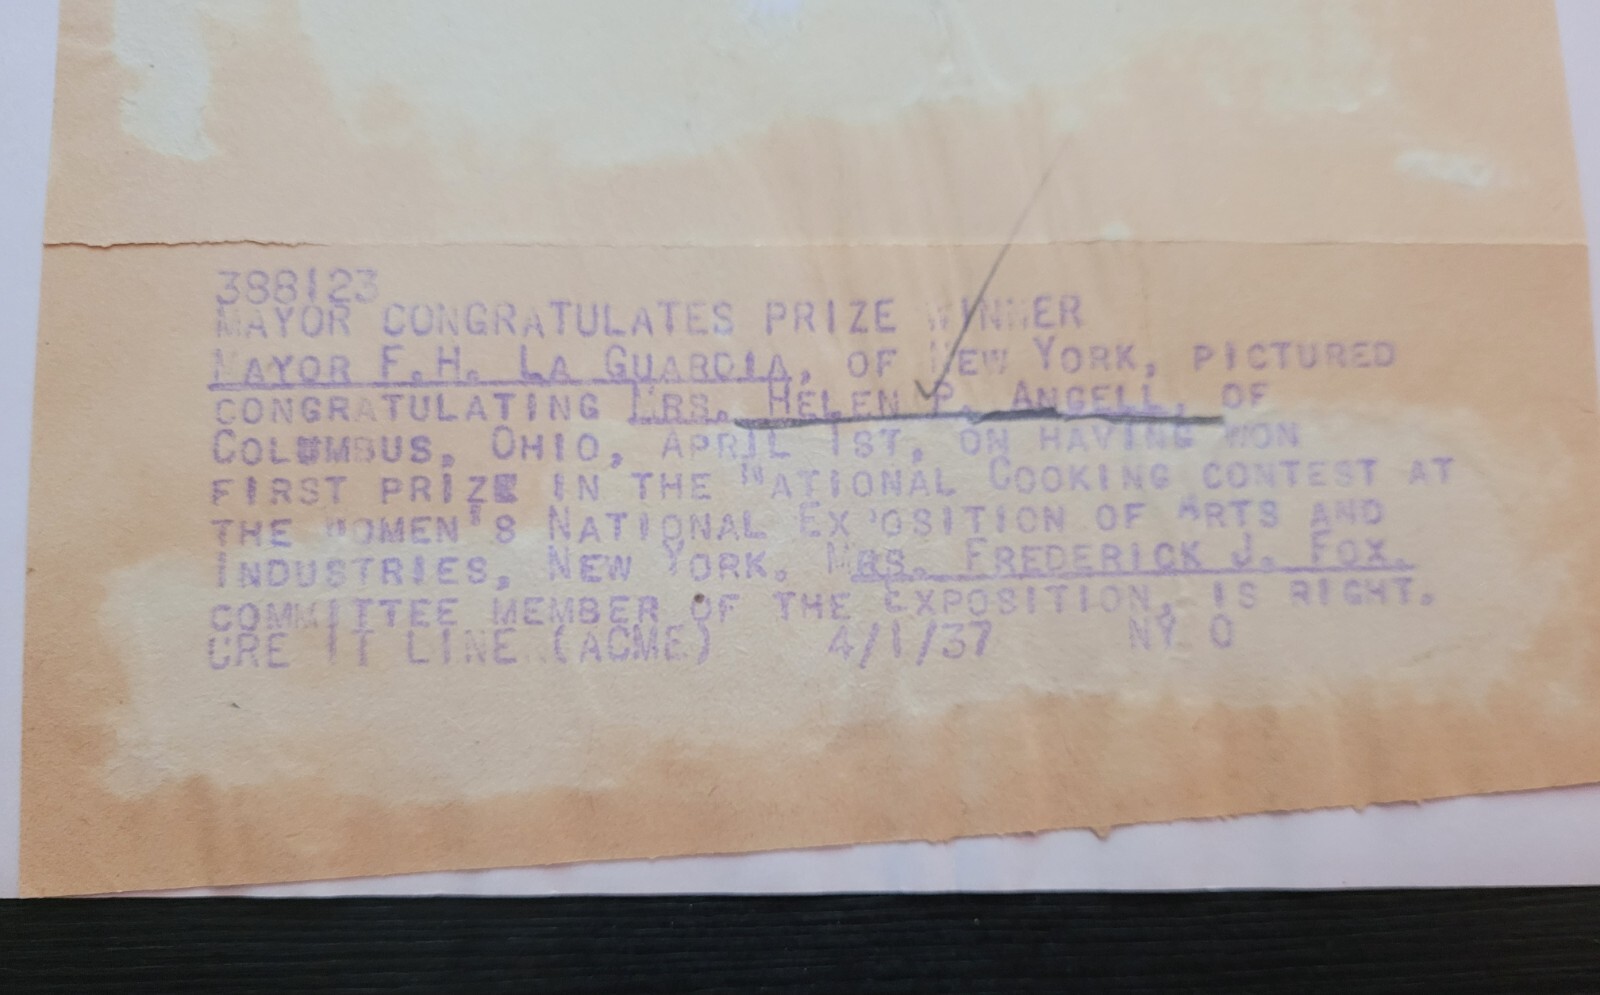 388123
MAYOR CONGRATULATES PRIZE WINNER
MAYOR F.H. LA GUARDIA, OF NEW YORK, PICTURED
CONGRATULATING MRS. HELEN P. ANGELL, OF
COLUMBUS, OHIO, APRIL 1ST, ON HAVING WON
FIRST PRIZE IN THE NATIONAL COOKING CONTEST AT
THE WOMEN'S NATIONAL EXPOSITION OF ARTS AND
INDUSTRIES, NEW YORK. MRS. FREDERICK J. FOX.
COMMITTEE MEMBER OF THE EXPOSITION, IS RIGHT.
CREDIT LINE (ACME) 4/1/37 NY O